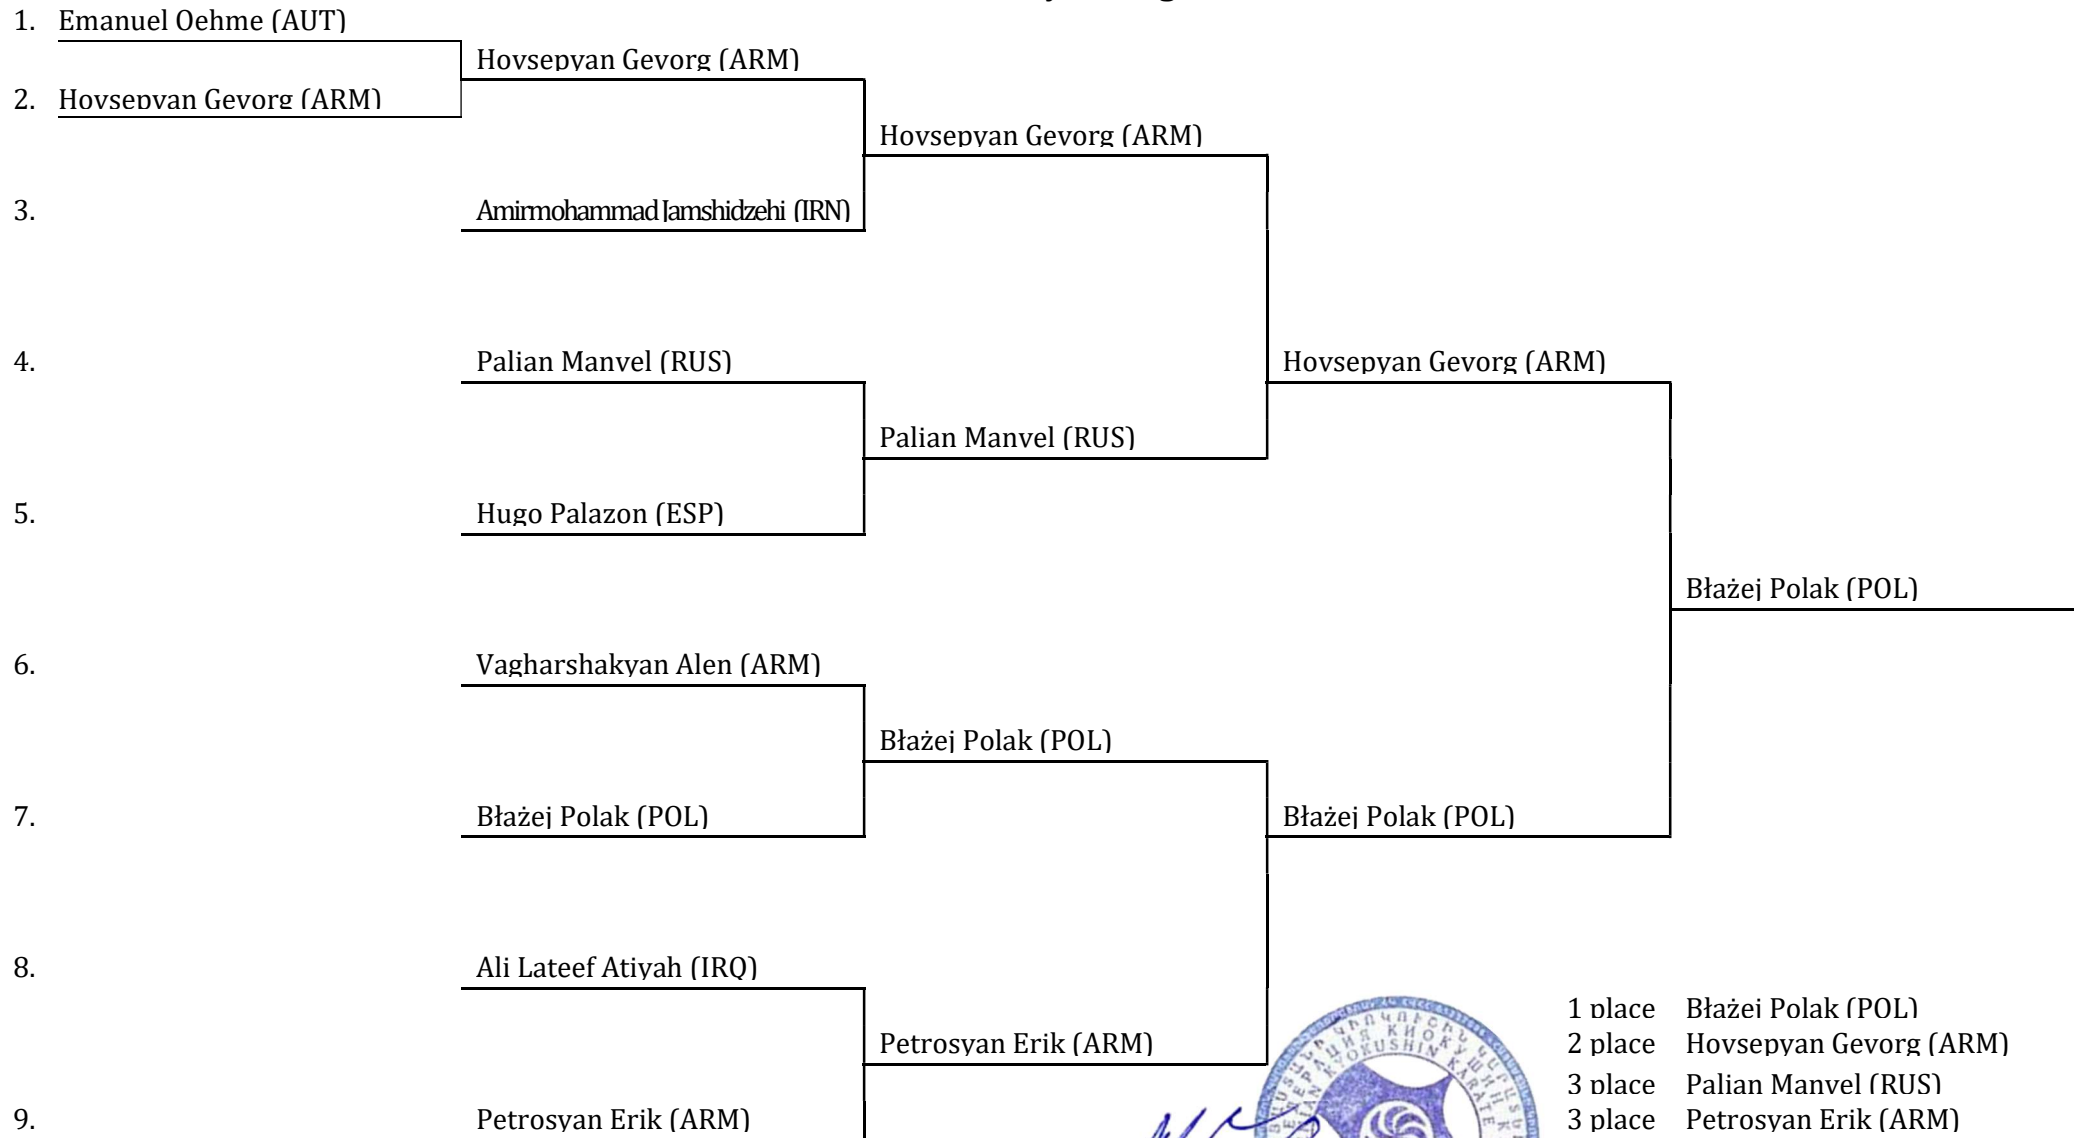 1. Emanuel Oehme (AUT)
Hovsepyan Gevorg (ARM)
2. Hovsepyan Gevorg (ARM)
Hovsepyan Gevorg (ARM)
3. Amirmohammad Jamshidzehi (IRN)
4. Palian Manvel (RUS)
Hovsepyan Gevorg (ARM)
Palian Manvel (RUS)
5. Hugo Palazon (ESP)
Błażej Polak (POL)
6. Vagharshakyan Alen (ARM)
Błażej Polak (POL)
7. Błażej Polak (POL)
Błażej Polak (POL)
8. Ali Lateef Atiyah (IRQ)
1 place Błażej Polak (POL)
Petrosyan Erik (ARM)
2 place Hovsepyan Gevorg (ARM)
3 place Palian Manvel (RUS)
9. Petrosyan Erik (ARM)
3 place Petrosyan Erik (ARM)
KYOKUSHIN KARATE